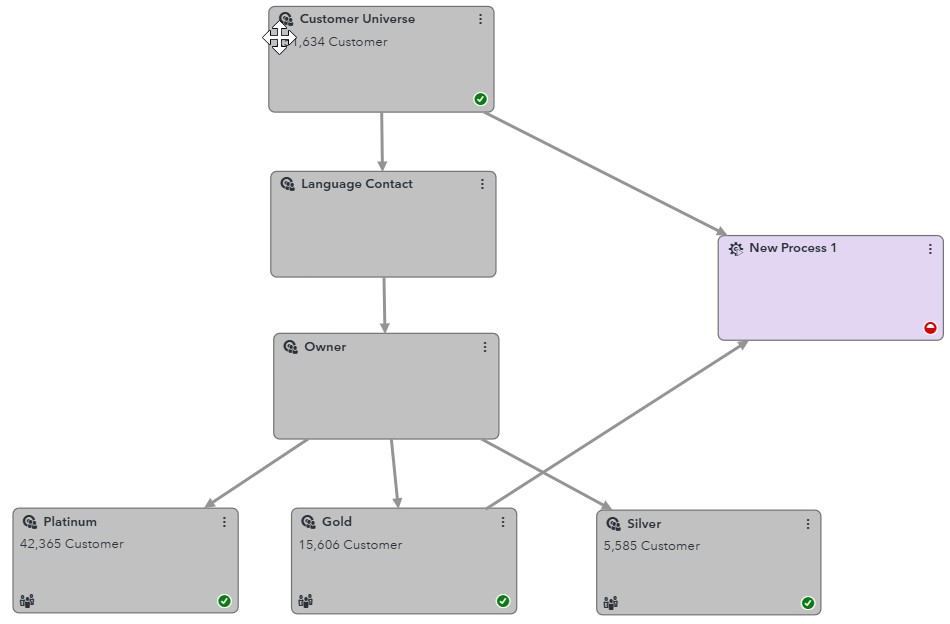 Customer Universe
1,634 Customer
Language Contact
New Process 1
Owner
Platinum
42,365 Customer
Gold
15,606 Customer
Silver
5,585 Customer